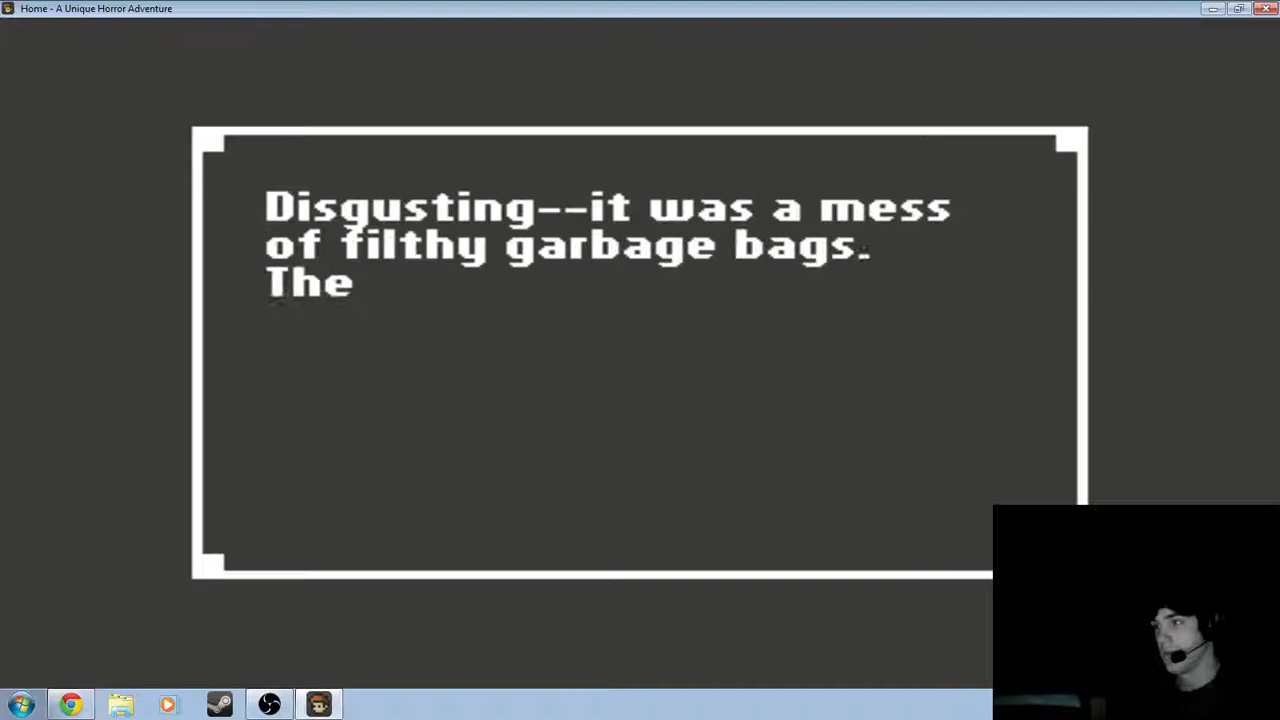 Home - A Unique Horror Adventure
Disgusting--it was a mess
of filthy garbage bags.
The